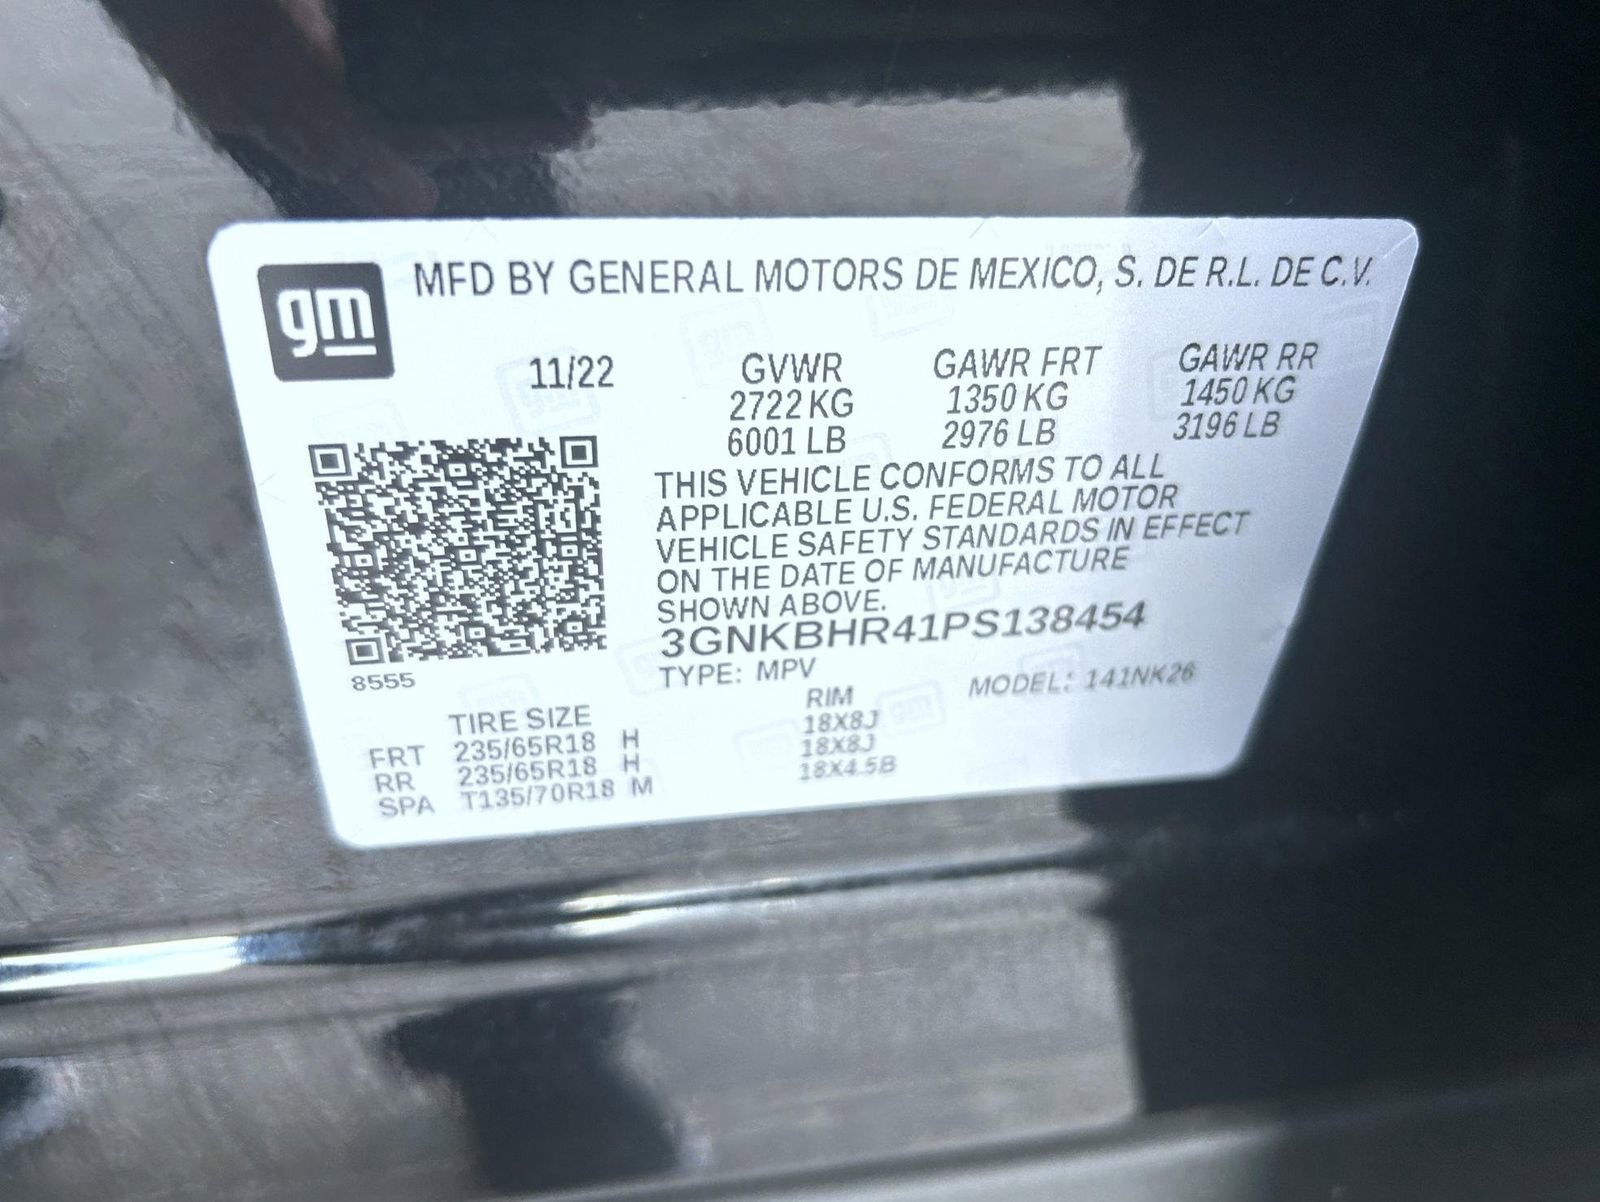 gm
MFD BY GENERAL MOTORS DE MEXICO, S. DE R.L. DE C.V.
11/22 GVWR GAWR FRT GAWR RR
2722 KG 1350 KG 1450 KG
6001 LB 2976 LB 3196 LB
THIS VEHICLE CONFORMS TO ALL
APPLICABLE U.S. FEDERAL MOTOR
VEHICLE SAFETY STANDARDS IN EFFECT
ON THE DATE OF MANUFACTURE
SHOWN ABOVE.
3GNKBHR41PS138454
TYPE: MPV MODEL: 141NK26
8555
TIRE SIZE RIM
FRT 235/65R18 H 18X8J
RR 235/65R18 H 18X8J
SPA T135/70R18 M 18X4.5B